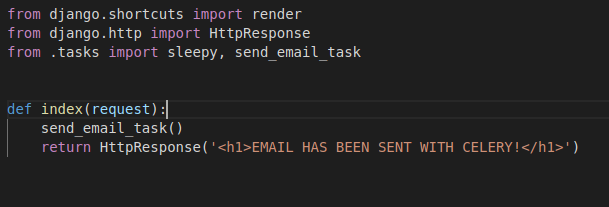 from django.shortcuts import render
from django.http import HttpResponse
from .tasks import sleepy, send_email_task
def index(request):
    send_email_task()
    return HttpResponse('<h1>EMAIL HAS BEEN SENT WITH CELERY!</h1>')